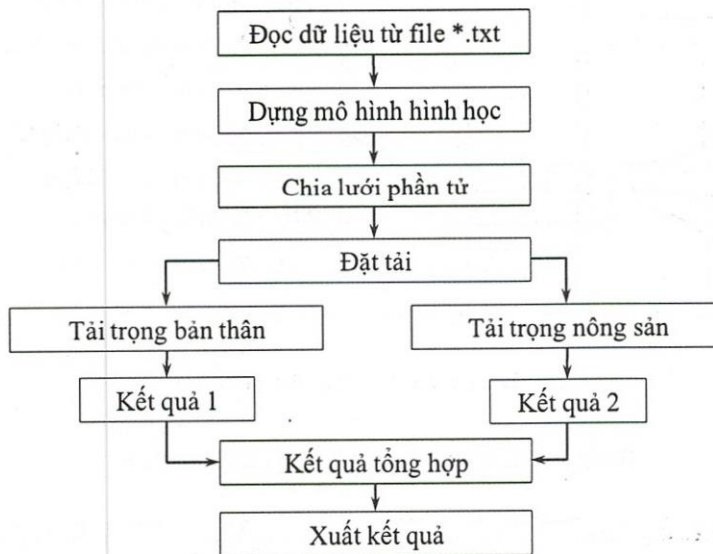 Đọc dữ liệu từ file *.txt
Dựng mô hình hình học
Chia lưới phần tử
Đặt tải
Tải trọng bản thân
Tải trọng nông sản
Kết quả 1
Kết quả 2
Kết quả tổng hợp
Xuất kết quả